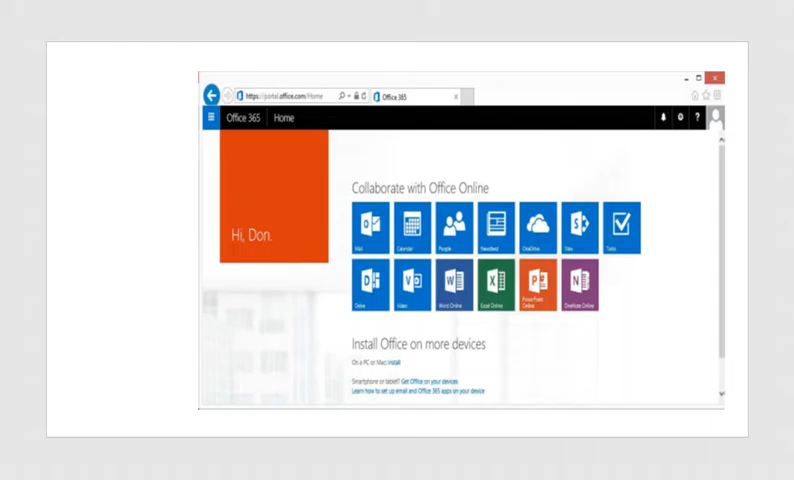 https://portal.office.com/Home
Office 365
Office 365
Home
?
Hi, Don.
Collaborate with Office Online
Mail
Calendar
People
Newsfeed
OneDrive
Sites
Tasks
Delve
Video
Word Online
Excel Online
PowerPoint
Online
OneNote Online
Install Office on more devices
On a PC or Mac: Install
Smartphone or tablet? Get Office on your devices
Learn how to set up email and Office 365 apps on your device